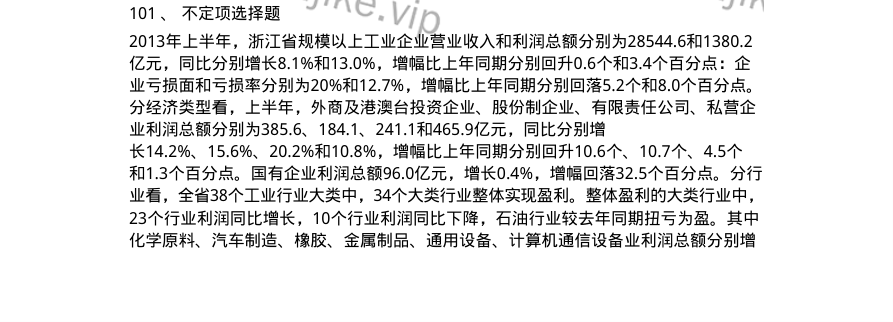 jike.vip
101 、 不定项选择题
2013年上半年，浙江省规模以上工业企业营业收入和利润总额分别为28544.6和1380.2
亿元，同比分别增长8.1%和13.0%，增幅比上年同期分别回升0.6个和3.4个百分点：企
业亏损面和亏损率分别为20%和12.7%，增幅比上年同期分别回落5.2个和8.0个百分点。
分经济类型看，上半年，外商及港澳台投资企业、股份制企业、有限责任公司、私营企
业利润总额分别为385.6、184.1、241.1和465.9亿元，同比分别增
长14.2%、15.6%、20.2%和10.8%，增幅比上年同期分别回升10.6个、10.7个、4.5个
和1.3个百分点。国有企业利润总额96.0亿元，增长0.4%，增幅回落32.5个百分点。分行
业看，全省38个工业行业大类中，34个大类行业整体实现盈利。整体盈利的大类行业中，
23个行业利润同比增长，10个行业利润同比下降，石油行业较去年同期扭亏为盈。其中
化学原料、汽车制造、橡胶、金属制品、通用设备、计算机通信设备业利润总额分别增